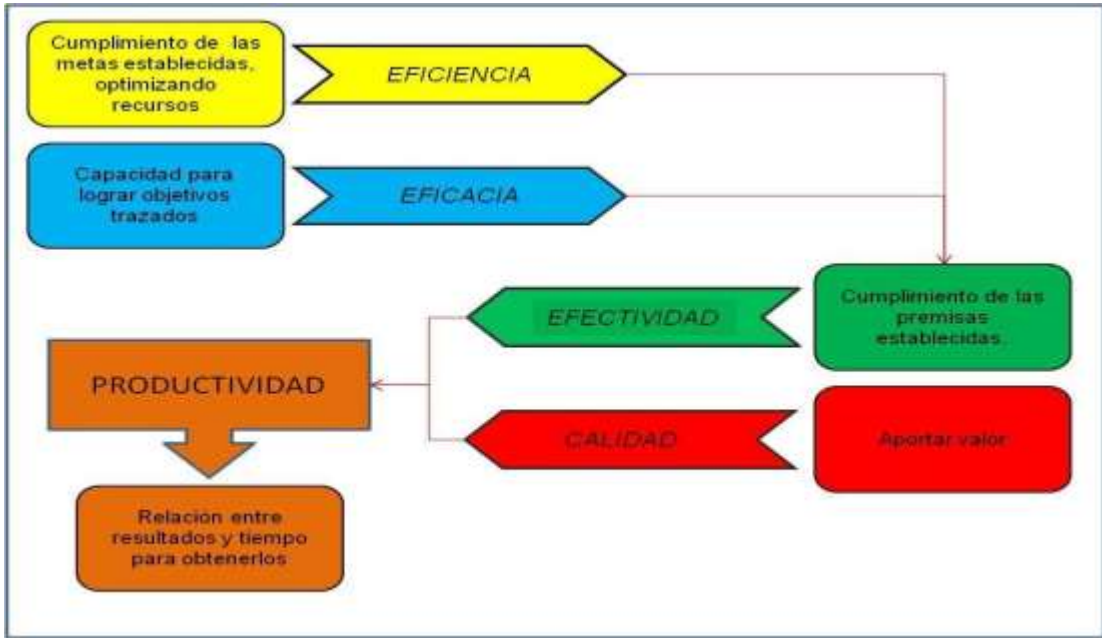 Cumplimiento de las
metas establecidas,
optimizando
recursos
EFICIENCIA
Capacidad para
lograr objetivos
trazados
EFICACIA
EFECTIVIDAD
Cumplimiento de las
premisas
establecidas.
PRODUCTIVIDAD
CALIDAD
Aportar valor
Relación entre
resultados y tiempo
para obtenerlos